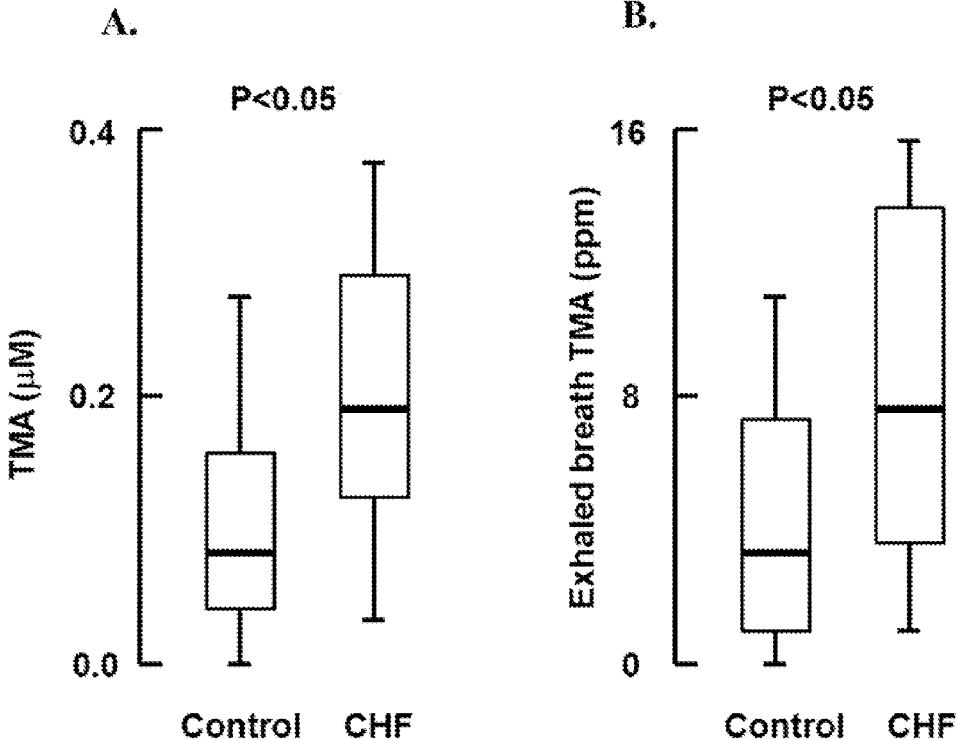 A.
P<0.05
0.4
0.2
0.0
TMA (μM)
Control CHF
B.
P<0.05
16
8
0
Exhaled breath TMA (ppm)
Control CHF